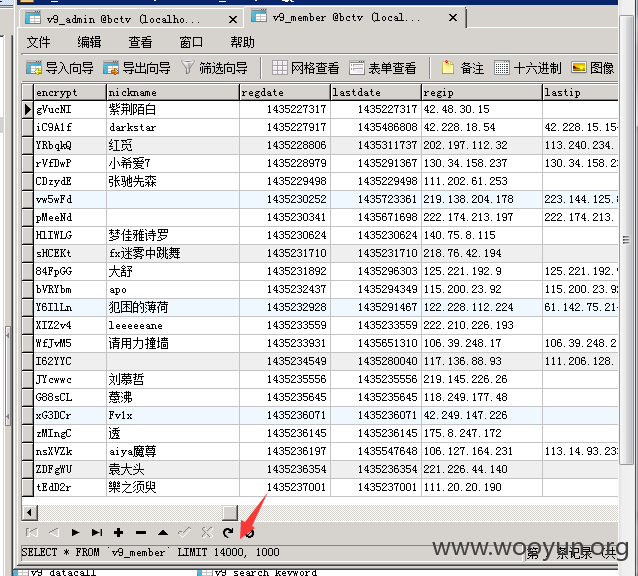 v9_admin @bctv (localho...
v9_member @bctv (local...
文件 编辑 查看 窗口 帮助
导入向导 导出向导 筛选向导 网格查看 表单查看 备注 十六进制 图像
encrypt nickname regdate lastdate regip lastip
gVucNI 紫荆陌白 1435227317 1435227317 42.48.30.15
iC9A1f darkstar 1435227917 1435486808 42.228.18.54 42.228.15.15
YRbqkQ 红觅 1435228806 1435311737 202.197.112.32 113.240.234.
rVfDwP 小希爱7 1435228979 1435291367 130.34.158.237 130.34.158.2
CDzydE 张驰先森 1435229498 1435229498 111.202.61.253
vw5wFd 1435230252 1435723361 219.138.204.178 223.144.125.
pMeeNd 1435230341 1435671698 222.174.213.197 222.174.213.
HlIWLG 梦佳雅诗罗 1435230624 1435230624 140.75.8.115
sHCEKt fx迷雾中跳舞 1435231710 1435231710 218.76.42.194
84FpGG 大舒 1435231892 1435296303 125.221.192.9 125.221.192.
bVRYbm apo 1435232437 1435294349 115.200.23.92 115.200.23.9
Y6IlLn 犯困的薄荷 1435232928 1435291467 122.228.112.224 61.142.75.21
XIZ2v4 leeeeeane 1435233559 1435233559 222.210.226.193
WfJvM5 请用力撞墙 1435233931 1435651310 106.39.248.17 106.39.248.2
I62YYC 1435234549 1435280040 117.136.88.93 111.206.128.
JYcwwc 刘慕哲 1435235556 1435235556 219.145.226.26
G88sCL 薏沸 1435235645 1435235645 118.249.177.48
xG3DCr Fv1x 1435236071 1435236071 42.249.147.226
zMIngC 透 1435236145 1435236145 175.8.247.172
nsXVZk aiya魔尊 1435236197 1435547648 106.127.164.231 113.14.93.23
ZDFgWU 袁大头 1435236354 1435236354 221.226.44.140
tEdD2r 樂之须臾 1435237001 1435237001 111.20.20.190
SELECT * FROM `v9_member` LIMIT 14000, 1000
条记录 (共
www.wooyun.org
v9_datacall v9_search_keyword